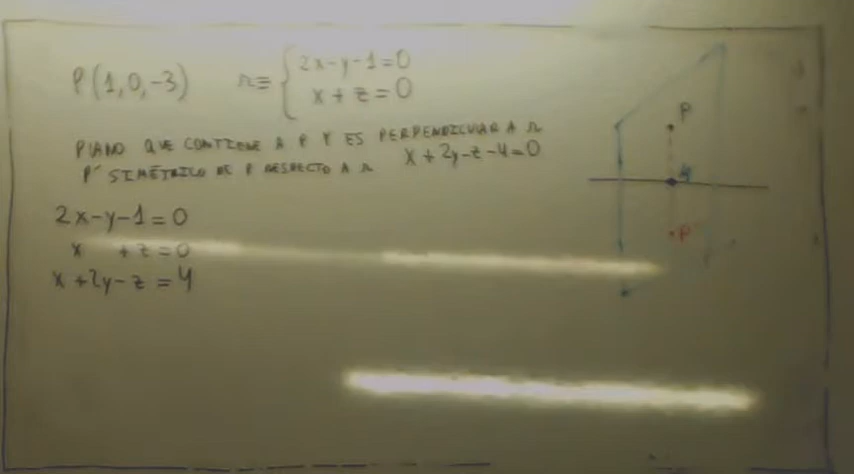 P(1,0,-3) r≡ { 2x-y-1=0
x+z=0
PLANO QUE CONTIENE A P Y ES PERPENDICULAR A r
x+2y-z-4=0
P' SIMÉTRICO DE P RESPECTO A r
2x-y-1=0
x +z=0
x+2y-z=4
P
M
P'